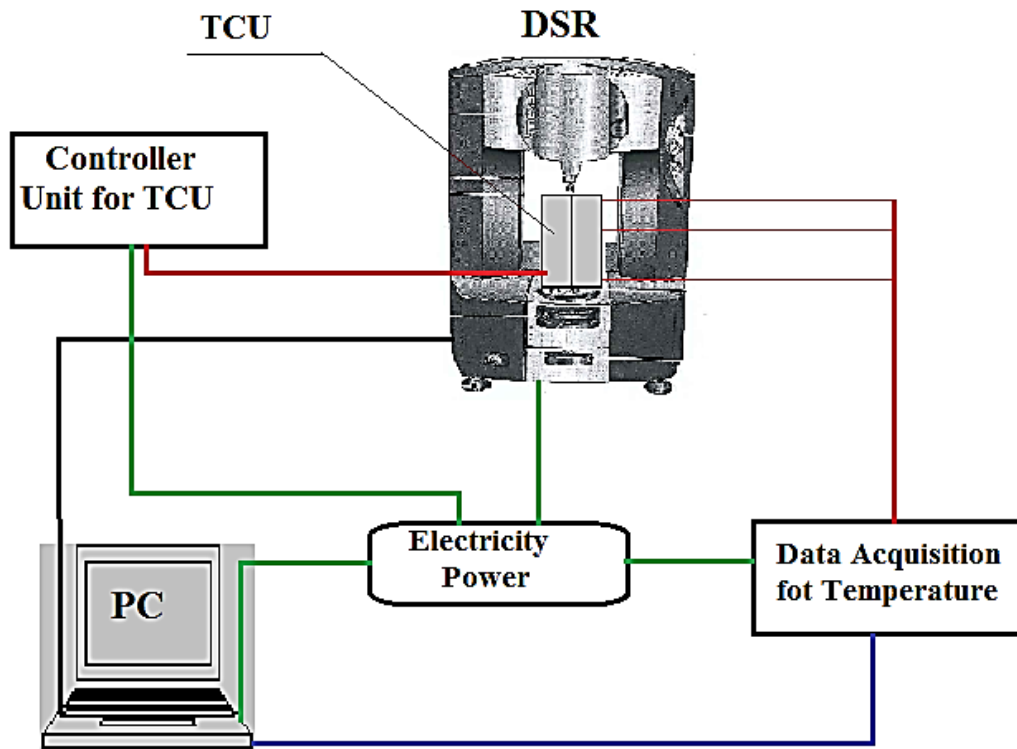 TCU
DSR
Controller
Unit for TCU
Electricity
Power
Data Acquisition
fot Temperature
PC